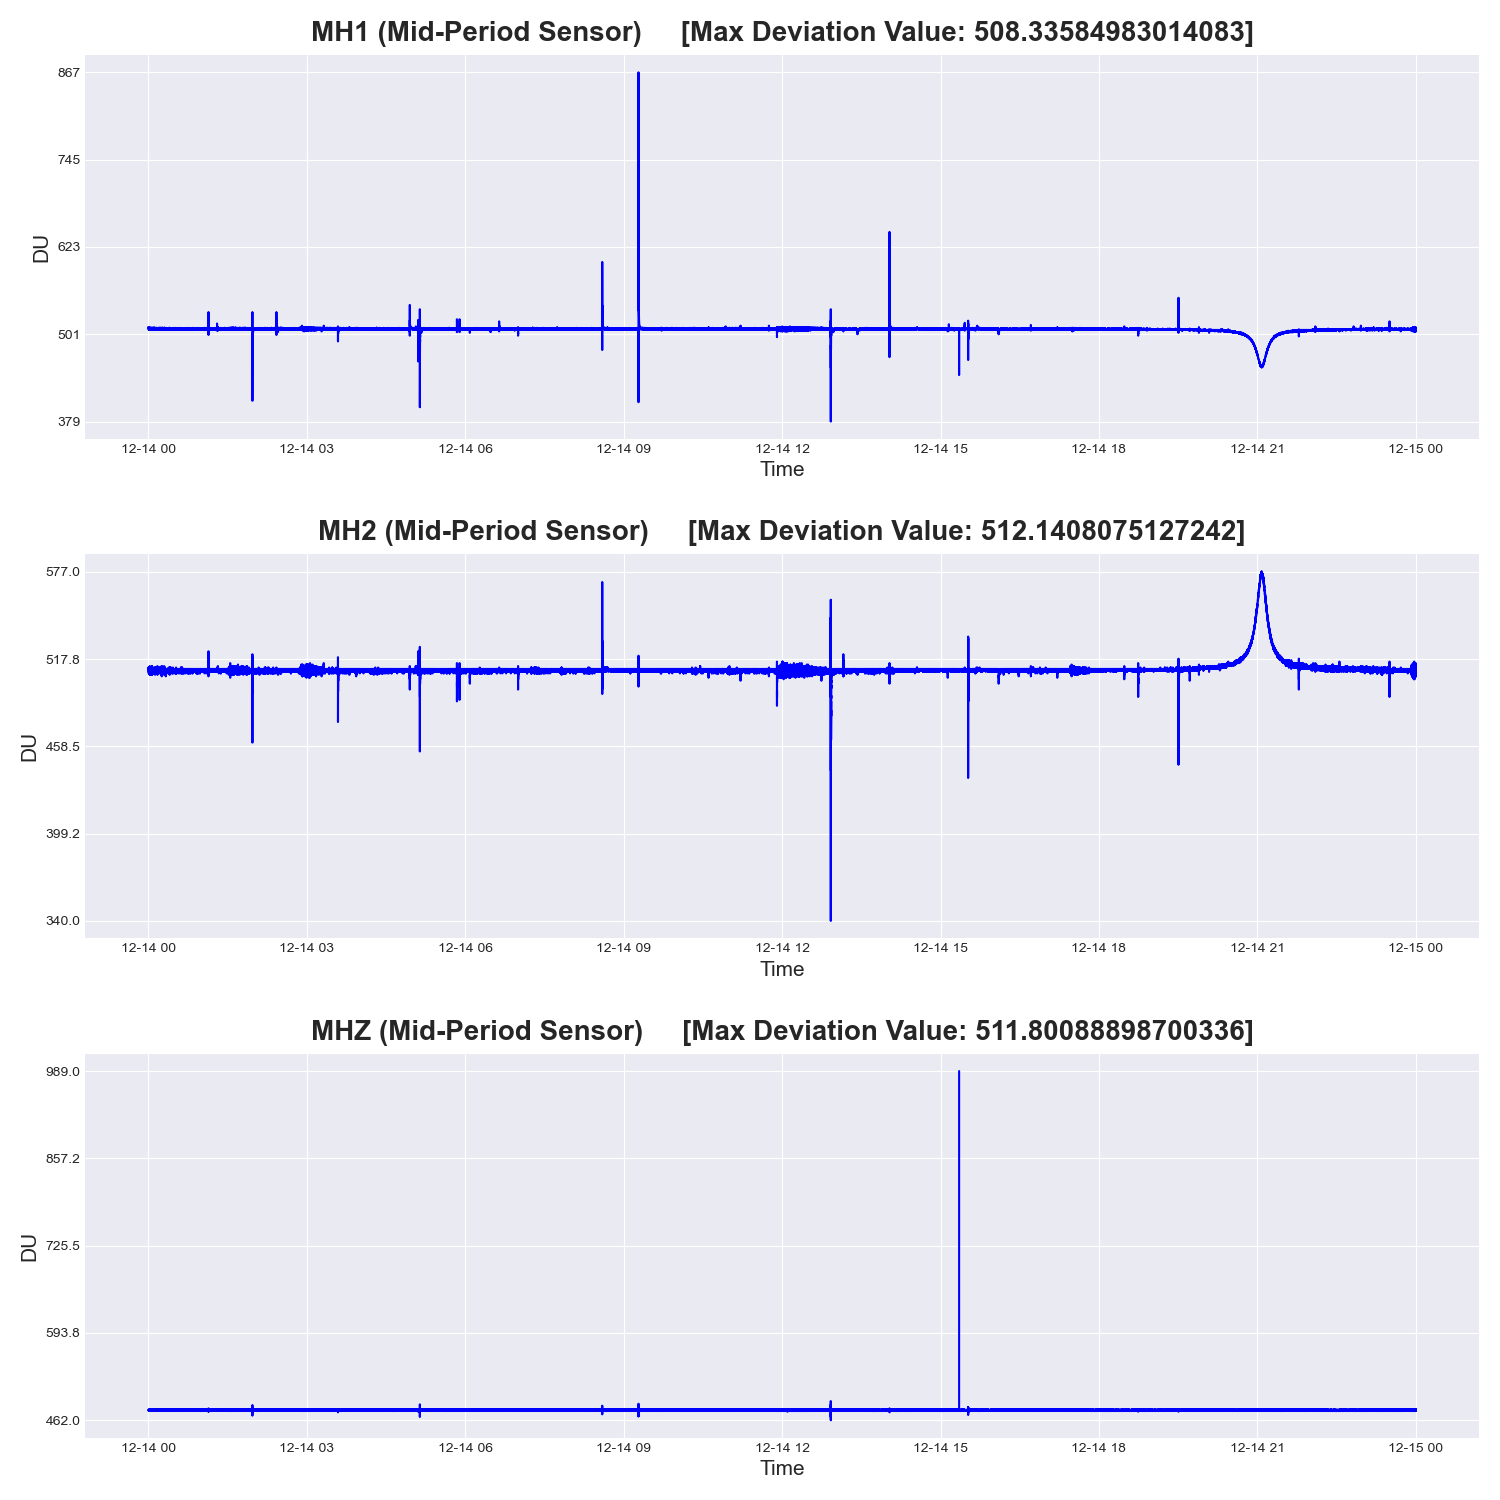 MH1 (Mid-Period Sensor) [Max Deviation Value: 508.33584983014083]
867
745
623
501
379
DU
12-14 00 12-14 03 12-14 06 12-14 09 12-14 12 12-14 15 12-14 18 12-14 21 12-15 00
Time
MH2 (Mid-Period Sensor) [Max Deviation Value: 512.1408075127242]
577.0
517.8
458.5
399.2
340.0
DU
12-14 00 12-14 03 12-14 06 12-14 09 12-14 12 12-14 15 12-14 18 12-14 21 12-15 00
Time
MHZ (Mid-Period Sensor) [Max Deviation Value: 511.80088898700336]
989.0
857.2
725.5
593.8
462.0
DU
12-14 00 12-14 03 12-14 06 12-14 09 12-14 12 12-14 15 12-14 18 12-14 21 12-15 00
Time